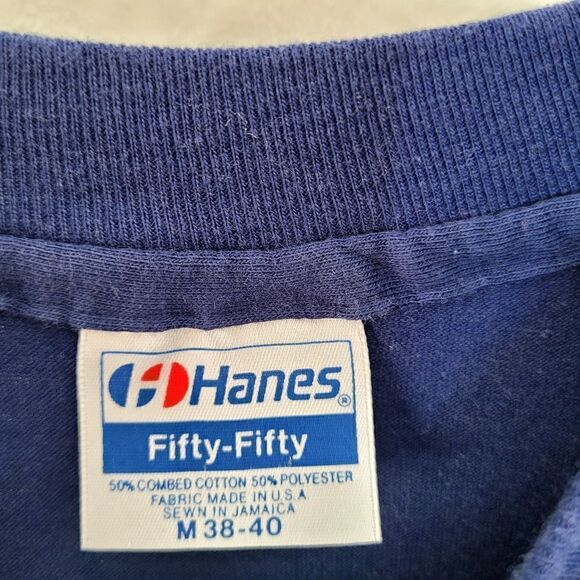 Hanes®
Fifty-Fifty
50% COMBED COTTON 50% POLYESTER
FABRIC MADE IN U.S.A.
SEWN IN JAMAICA
M 38-40